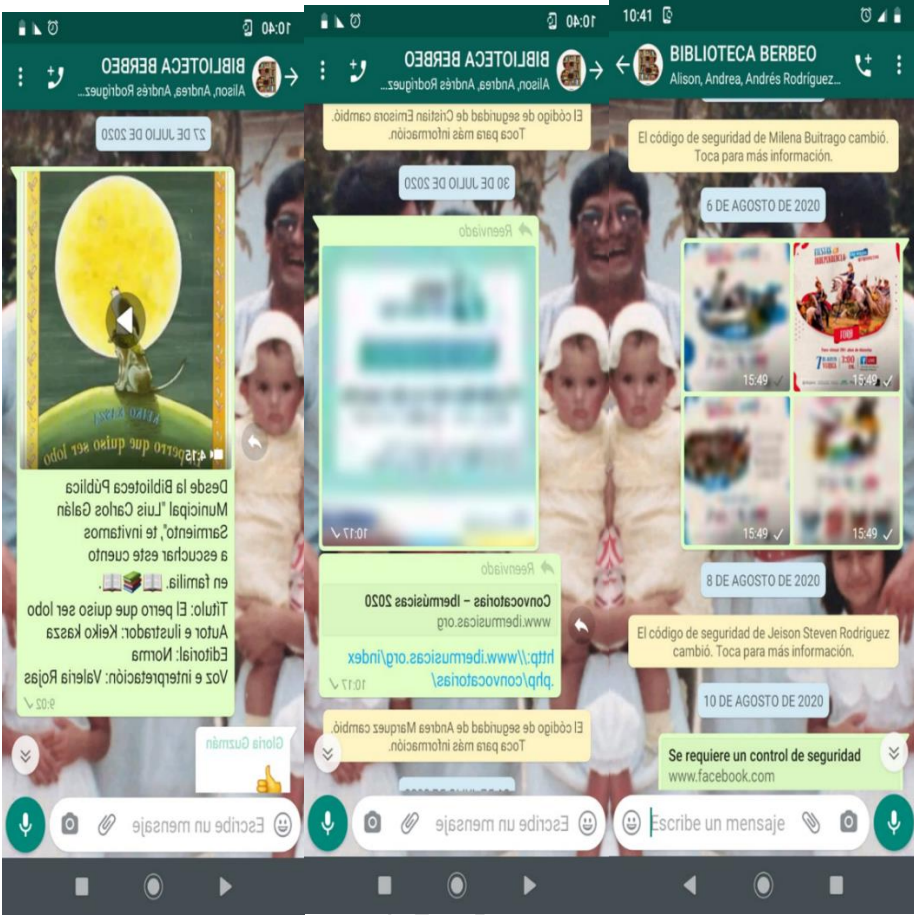 10:40
BIBLIOTECA BERBEO
Alison, Andrea, Andrés Rodríguez...
27 DE JULIO DE 2020
KEIKO KASZA
perro que quiso ser lobo
4:15
Desde la Biblioteca Pública
Municipal "Luis Carlos Galán
Sarmiento", te invitamos
a escuchar este cuento
en familia. 📖📚📖.
Título: El perro que quiso ser lobo
Autor e ilustrador: Keiko kasza
Editorial: Norma
Voz e interpretación: Valeria Rojas
9:02 ✓
Gloria Guzmán
👍
Escribe un mensaje
10:40
BIBLIOTECA BERBEO
Alison, Andrea, Andrés Rodríguez...
El código de seguridad de Cristian Emisora cambió.
Toca para más información.
30 DE JULIO DE 2020
Reenviado
10:17 ✓
Reenviado
Convocatorias – Ibermúsicas 2020
www.ibermusicas.org
http://www.ibermusicas.org/index
.php/convocatorias/
10:17 ✓
El código de seguridad de Andrea Marquez cambió.
Toca para más información.
Escribe un mensaje
10:41
BIBLIOTECA BERBEO
Alison, Andrea, Andrés Rodríguez...
El código de seguridad de Milena Buitrago cambió.
Toca para más información.
6 DE AGOSTO DE 2020
FIESTAS
INDEPENDENCIA
FORO
15:49 ✓
15:49 ✓
15:49 ✓
15:49 ✓
8 DE AGOSTO DE 2020
El código de seguridad de Jeison Steven Rodriguez
cambió. Toca para más información.
10 DE AGOSTO DE 2020
Se requiere un control de seguridad
www.facebook.com
Escribe un mensaje